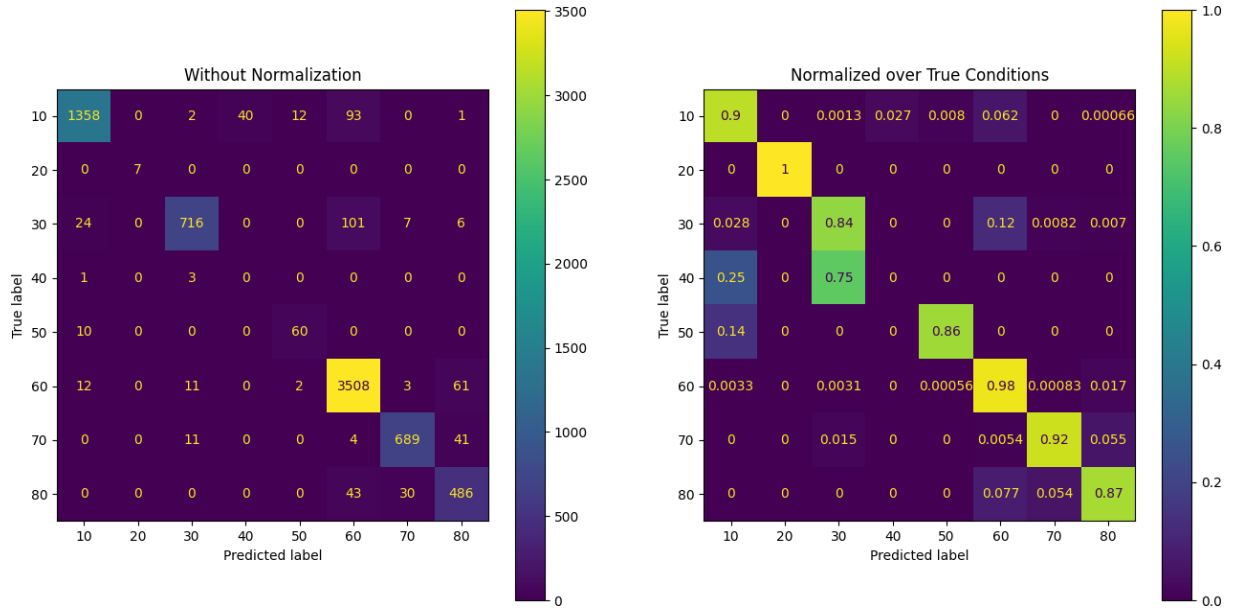 Without Normalization
True label
10 1358 0 2 40 12 93 0 1
20 0 7 0 0 0 0 0 0
30 24 0 716 0 0 101 7 6
40 1 0 3 0 0 0 0 0
50 10 0 0 0 60 0 0 0
60 12 0 11 0 2 3508 3 61
70 0 0 11 0 0 4 689 41
80 0 0 0 0 0 43 30 486
10 20 30 40 50 60 70 80
Predicted label
3500
3000
2500
2000
1500
1000
500
0
Normalized over True Conditions
True label
10 0.9 0 0.0013 0.027 0.008 0.062 0 0.00066
20 0 1 0 0 0 0 0 0
30 0.028 0 0.84 0 0 0.12 0.0082 0.007
40 0.25 0 0.75 0 0 0 0 0
50 0.14 0 0 0 0.86 0 0 0
60 0.0033 0 0.0031 0 0.00056 0.98 0.00083 0.017
70 0 0 0.015 0 0 0.0054 0.92 0.055
80 0 0 0 0 0 0.077 0.054 0.87
10 20 30 40 50 60 70 80
Predicted label
1.0
0.8
0.6
0.4
0.2
0.0